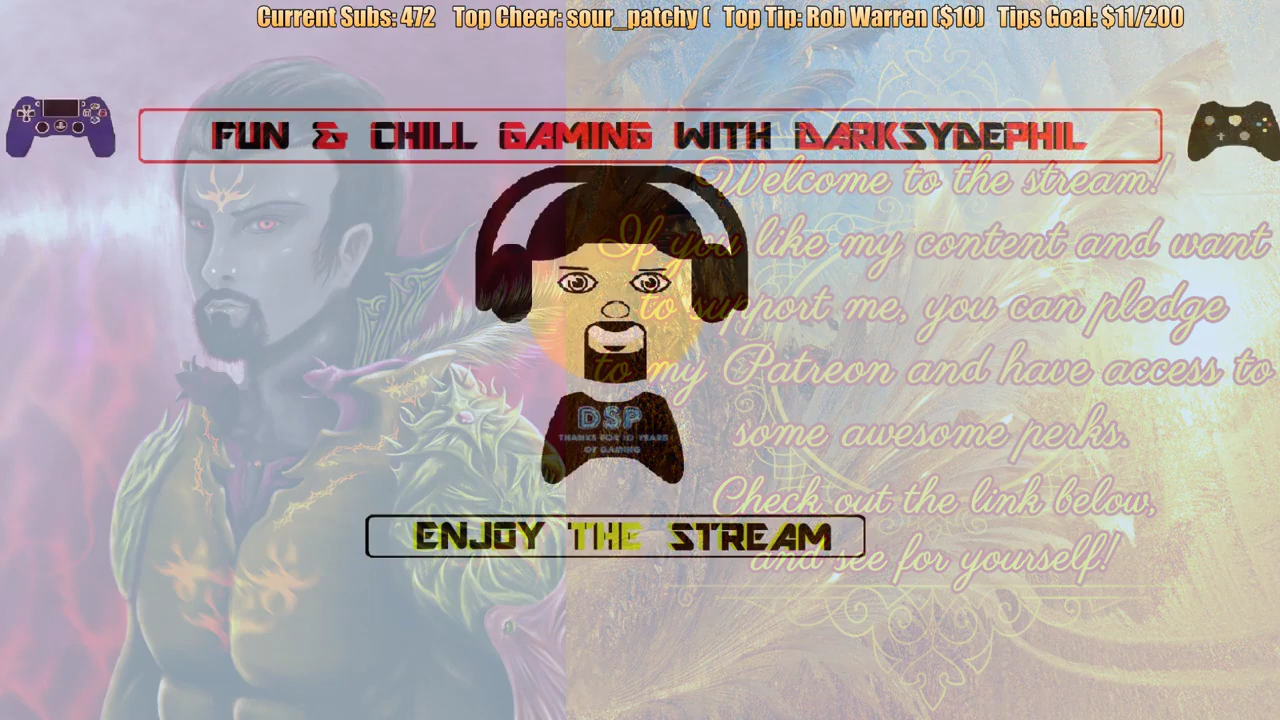 Current Subs: 472 Top Cheer: sour_patchy ( Top Tip: Rob Warren ($10) Tips Goal: $11/200
FUN & CHILL GAMING WITH DARKSYDEPHIL
Welcome to the stream!
If you like my content and want
to support me, you can pledge
to my Patreon and have access to
some awesome perks.
Check out the link below,
and see for yourself!
DSP
THANKS FOR 10 YEARS
OF GAMING
ENJOY THE STREAM